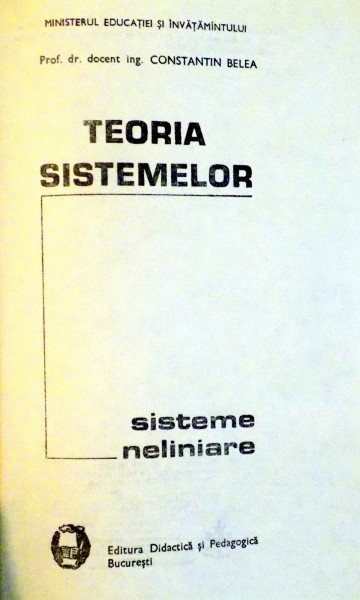 MINISTERUL EDUCAȚIEI ȘI ÎNVĂȚĂMÎNTULUI
Prof. dr. docent ing. CONSTANTIN BELEA
TEORIA
SISTEMELOR
sisteme
neliniare
Editura Didactică și Pedagogică
București